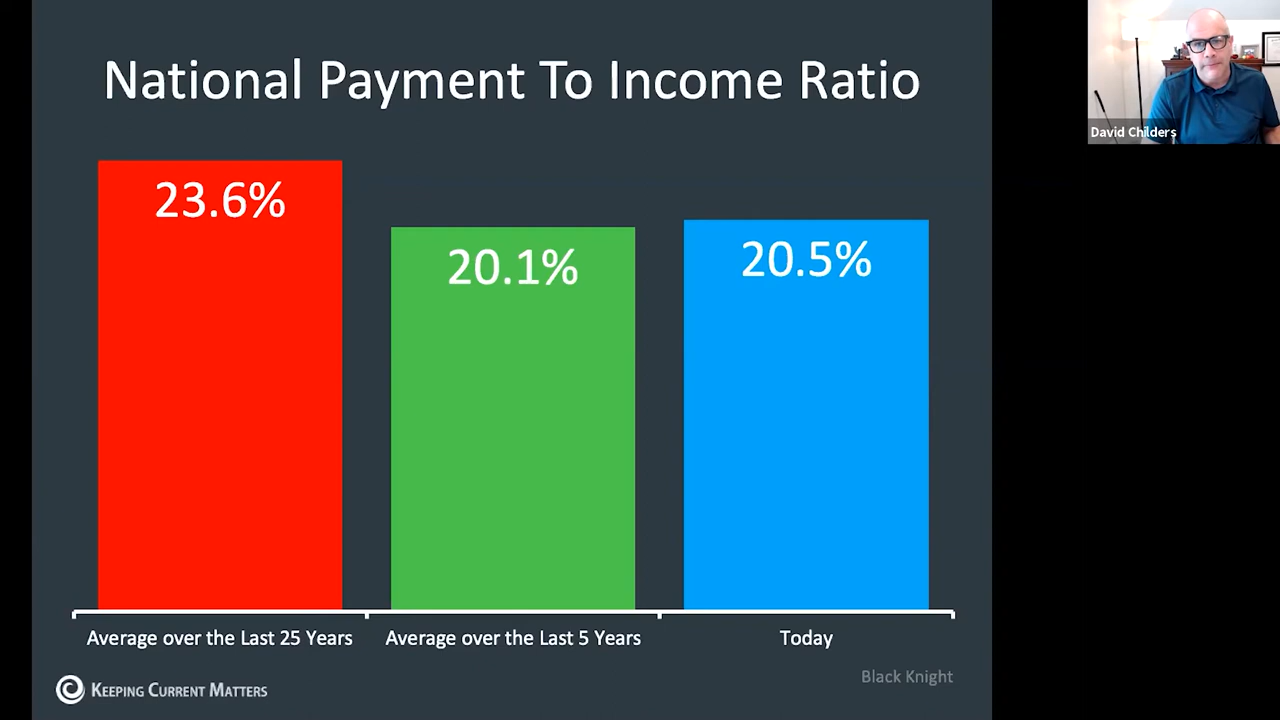 National Payment To Income Ratio
23.6%
20.1%
20.5%
Average over the Last 25 Years
Average over the Last 5 Years
Today
Black Knight
KEEPING CURRENT MATTERS
David Childers